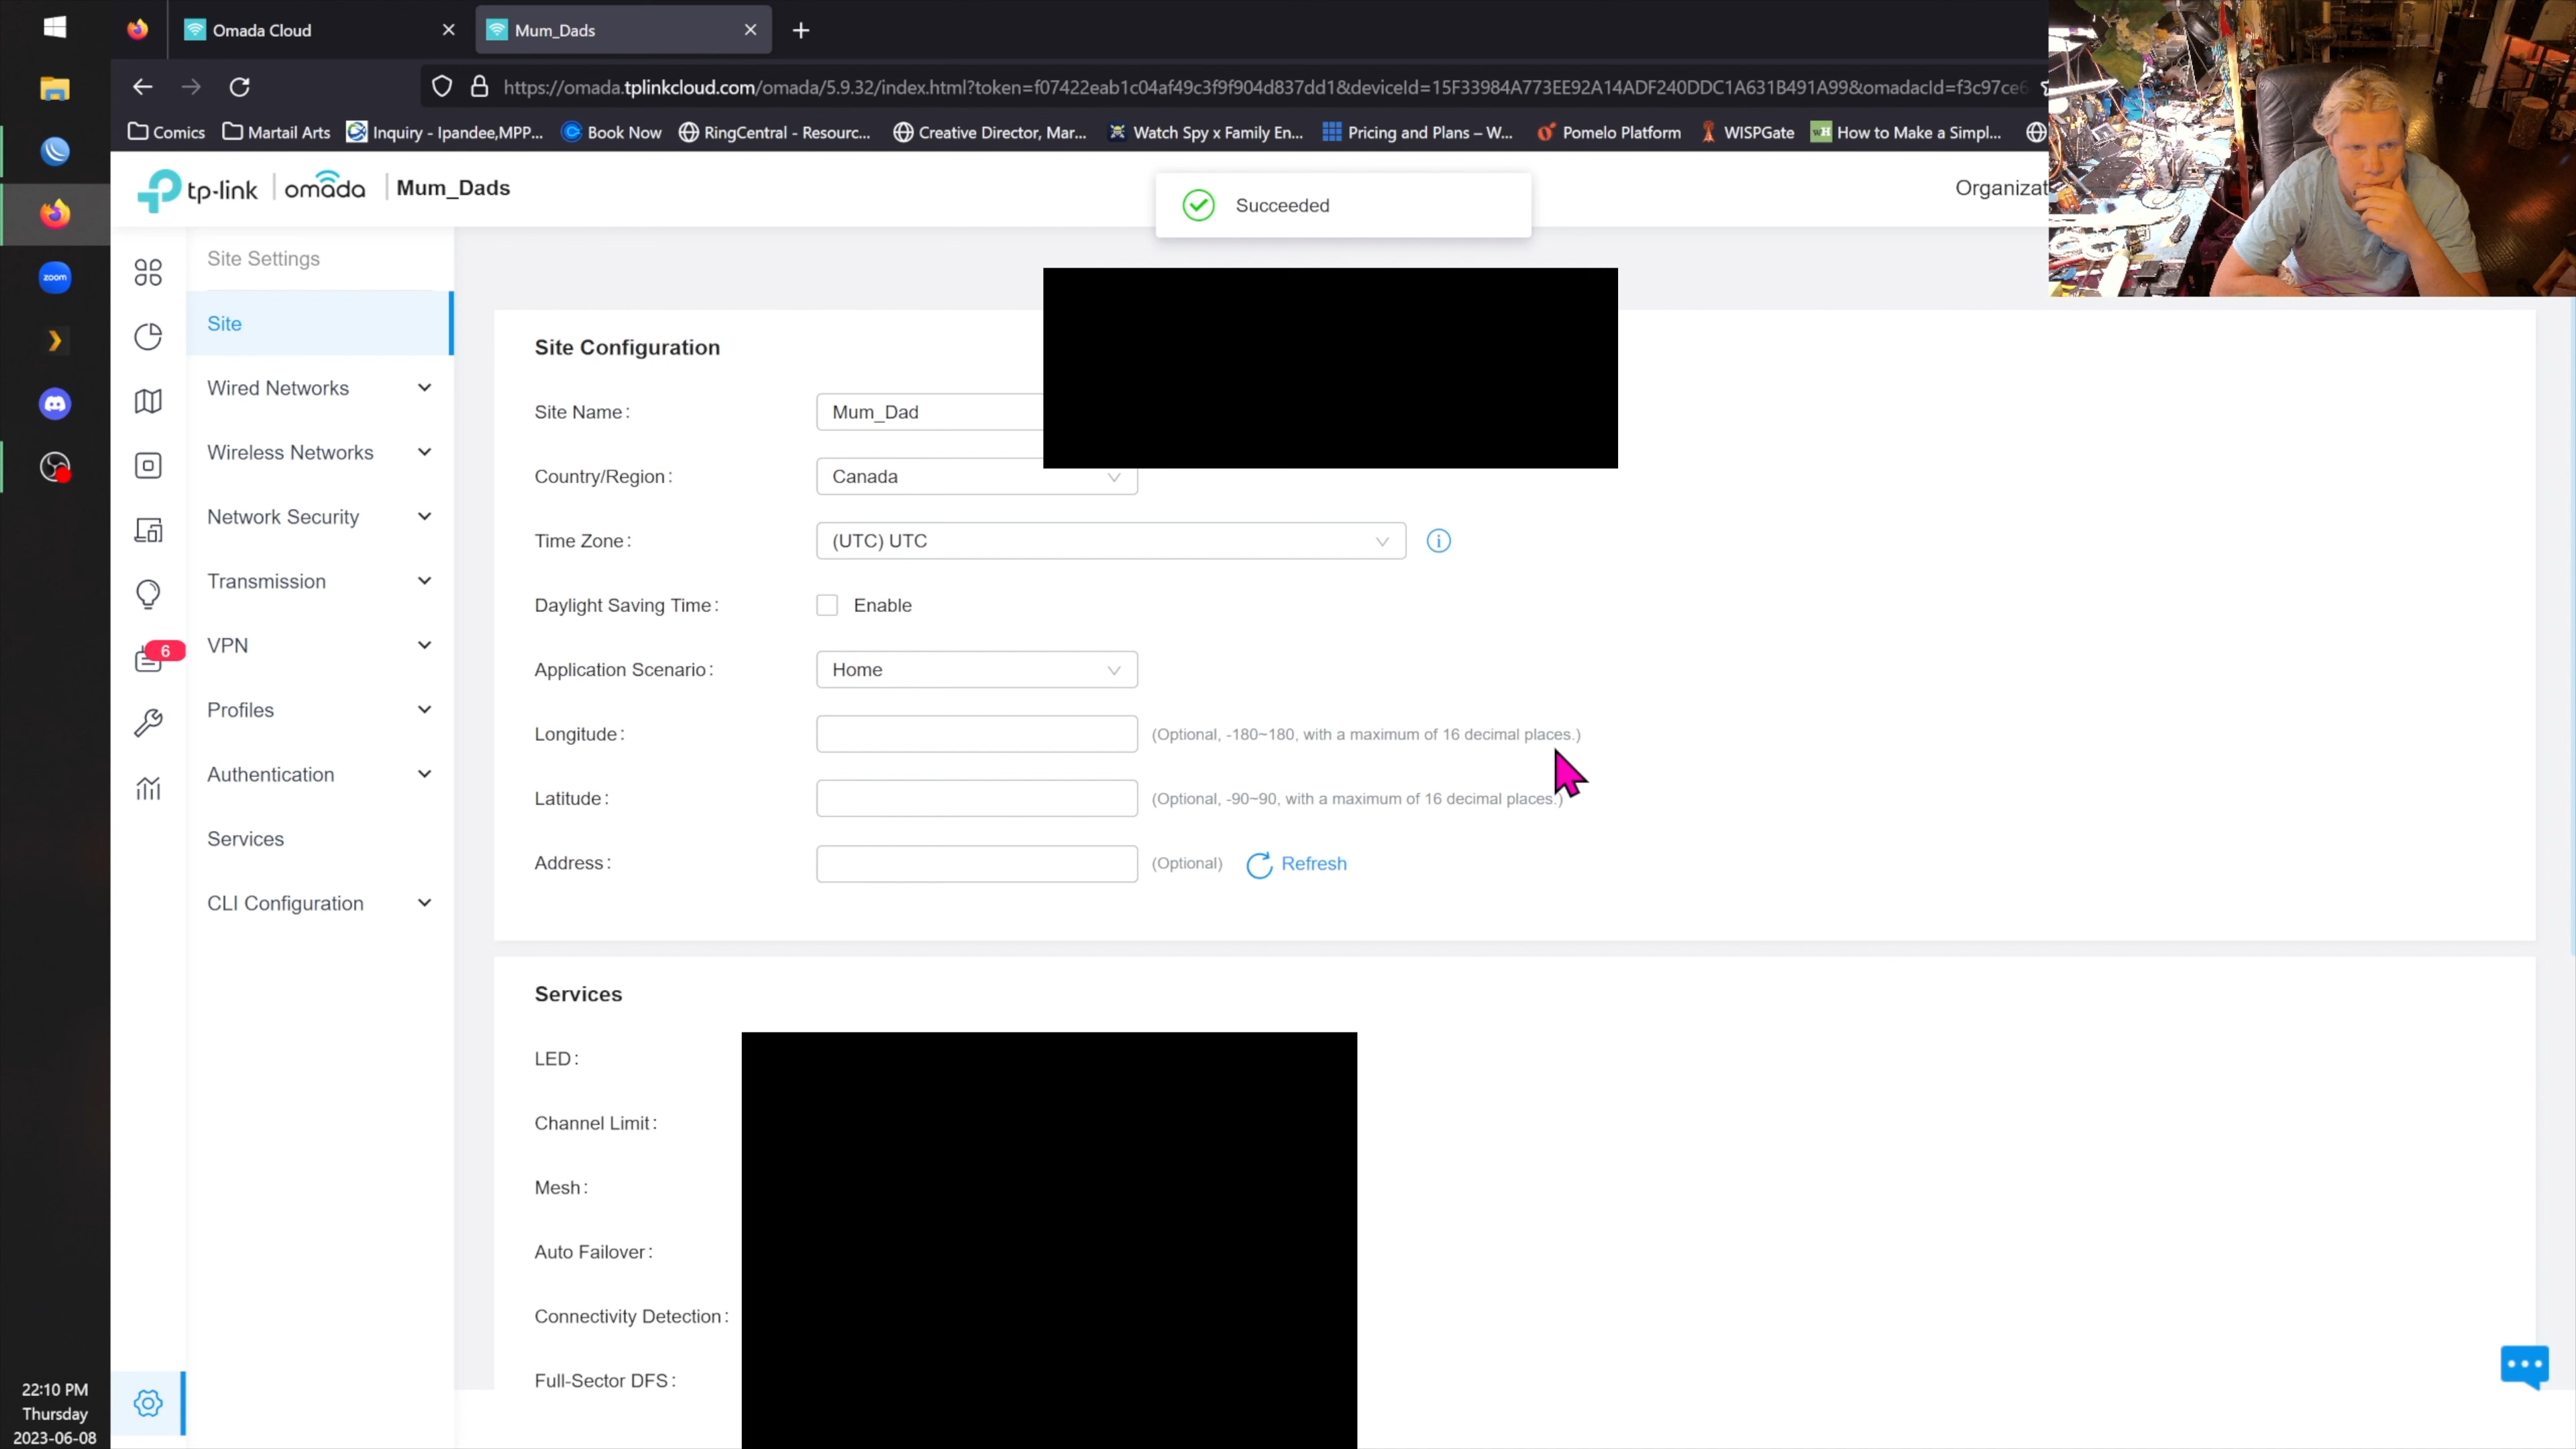 Omada Cloud
Mum_Dads
https://omada.tplinkcloud.com/omada/5.9.32/index.html?token=f07422eab1c04af49c3f9f904d837dd1&deviceId=15F33984A773EE92A14ADF240DDC1A631B491A99&omadacId=f3c97ce6
Comics
Martail Arts
Inquiry - Ipandee,MPP...
Book Now
RingCentral - Resourc...
Creative Director, Mar...
Watch Spy x Family En...
Pricing and Plans – W...
Pomelo Platform
WISPGate
wH How to Make a Simpl...
tp-link | omada | Mum_Dads
Succeeded
Organizat
zoom
Site Settings
Site
Wired Networks
Wireless Networks
Network Security
Transmission
6
VPN
Profiles
Authentication
Services
CLI Configuration
Site Configuration
Site Name: Mum_Dad
Country/Region: Canada
Time Zone: (UTC) UTC
Daylight Saving Time: Enable
Application Scenario: Home
Longitude: (Optional, -180~180, with a maximum of 16 decimal places.)
Latitude: (Optional, -90~90, with a maximum of 16 decimal places.)
Address: (Optional) Refresh
Services
LED:
Channel Limit:
Mesh:
Auto Failover:
Connectivity Detection:
Full-Sector DFS:
22:10 PM
Thursday
2023-06-08